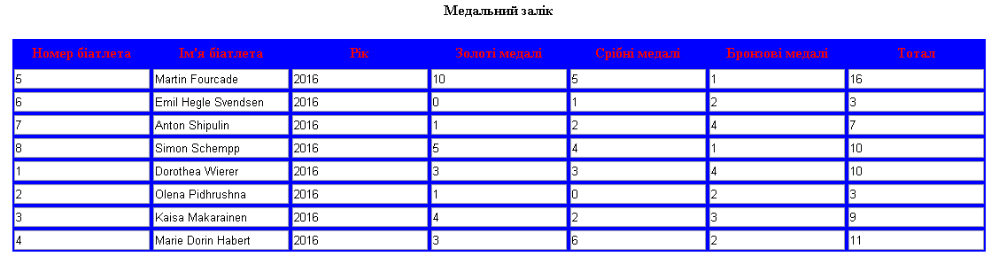 Медальний залік
Номер біатлета Ім'я біатлета Рік Золоті медалі Срібні медалі Бронзові медалі Тотал
5 Martin Fourcade 2016 10 5 1 16
6 Emil Hegle Svendsen 2016 0 1 2 3
7 Anton Shipulin 2016 1 2 4 7
8 Simon Schempp 2016 5 4 1 10
1 Dorothea Wierer 2016 3 3 4 10
2 Olena Pidhrushna 2016 1 0 2 3
3 Kaisa Makarainen 2016 4 2 3 9
4 Marie Dorin Habert 2016 3 6 2 11